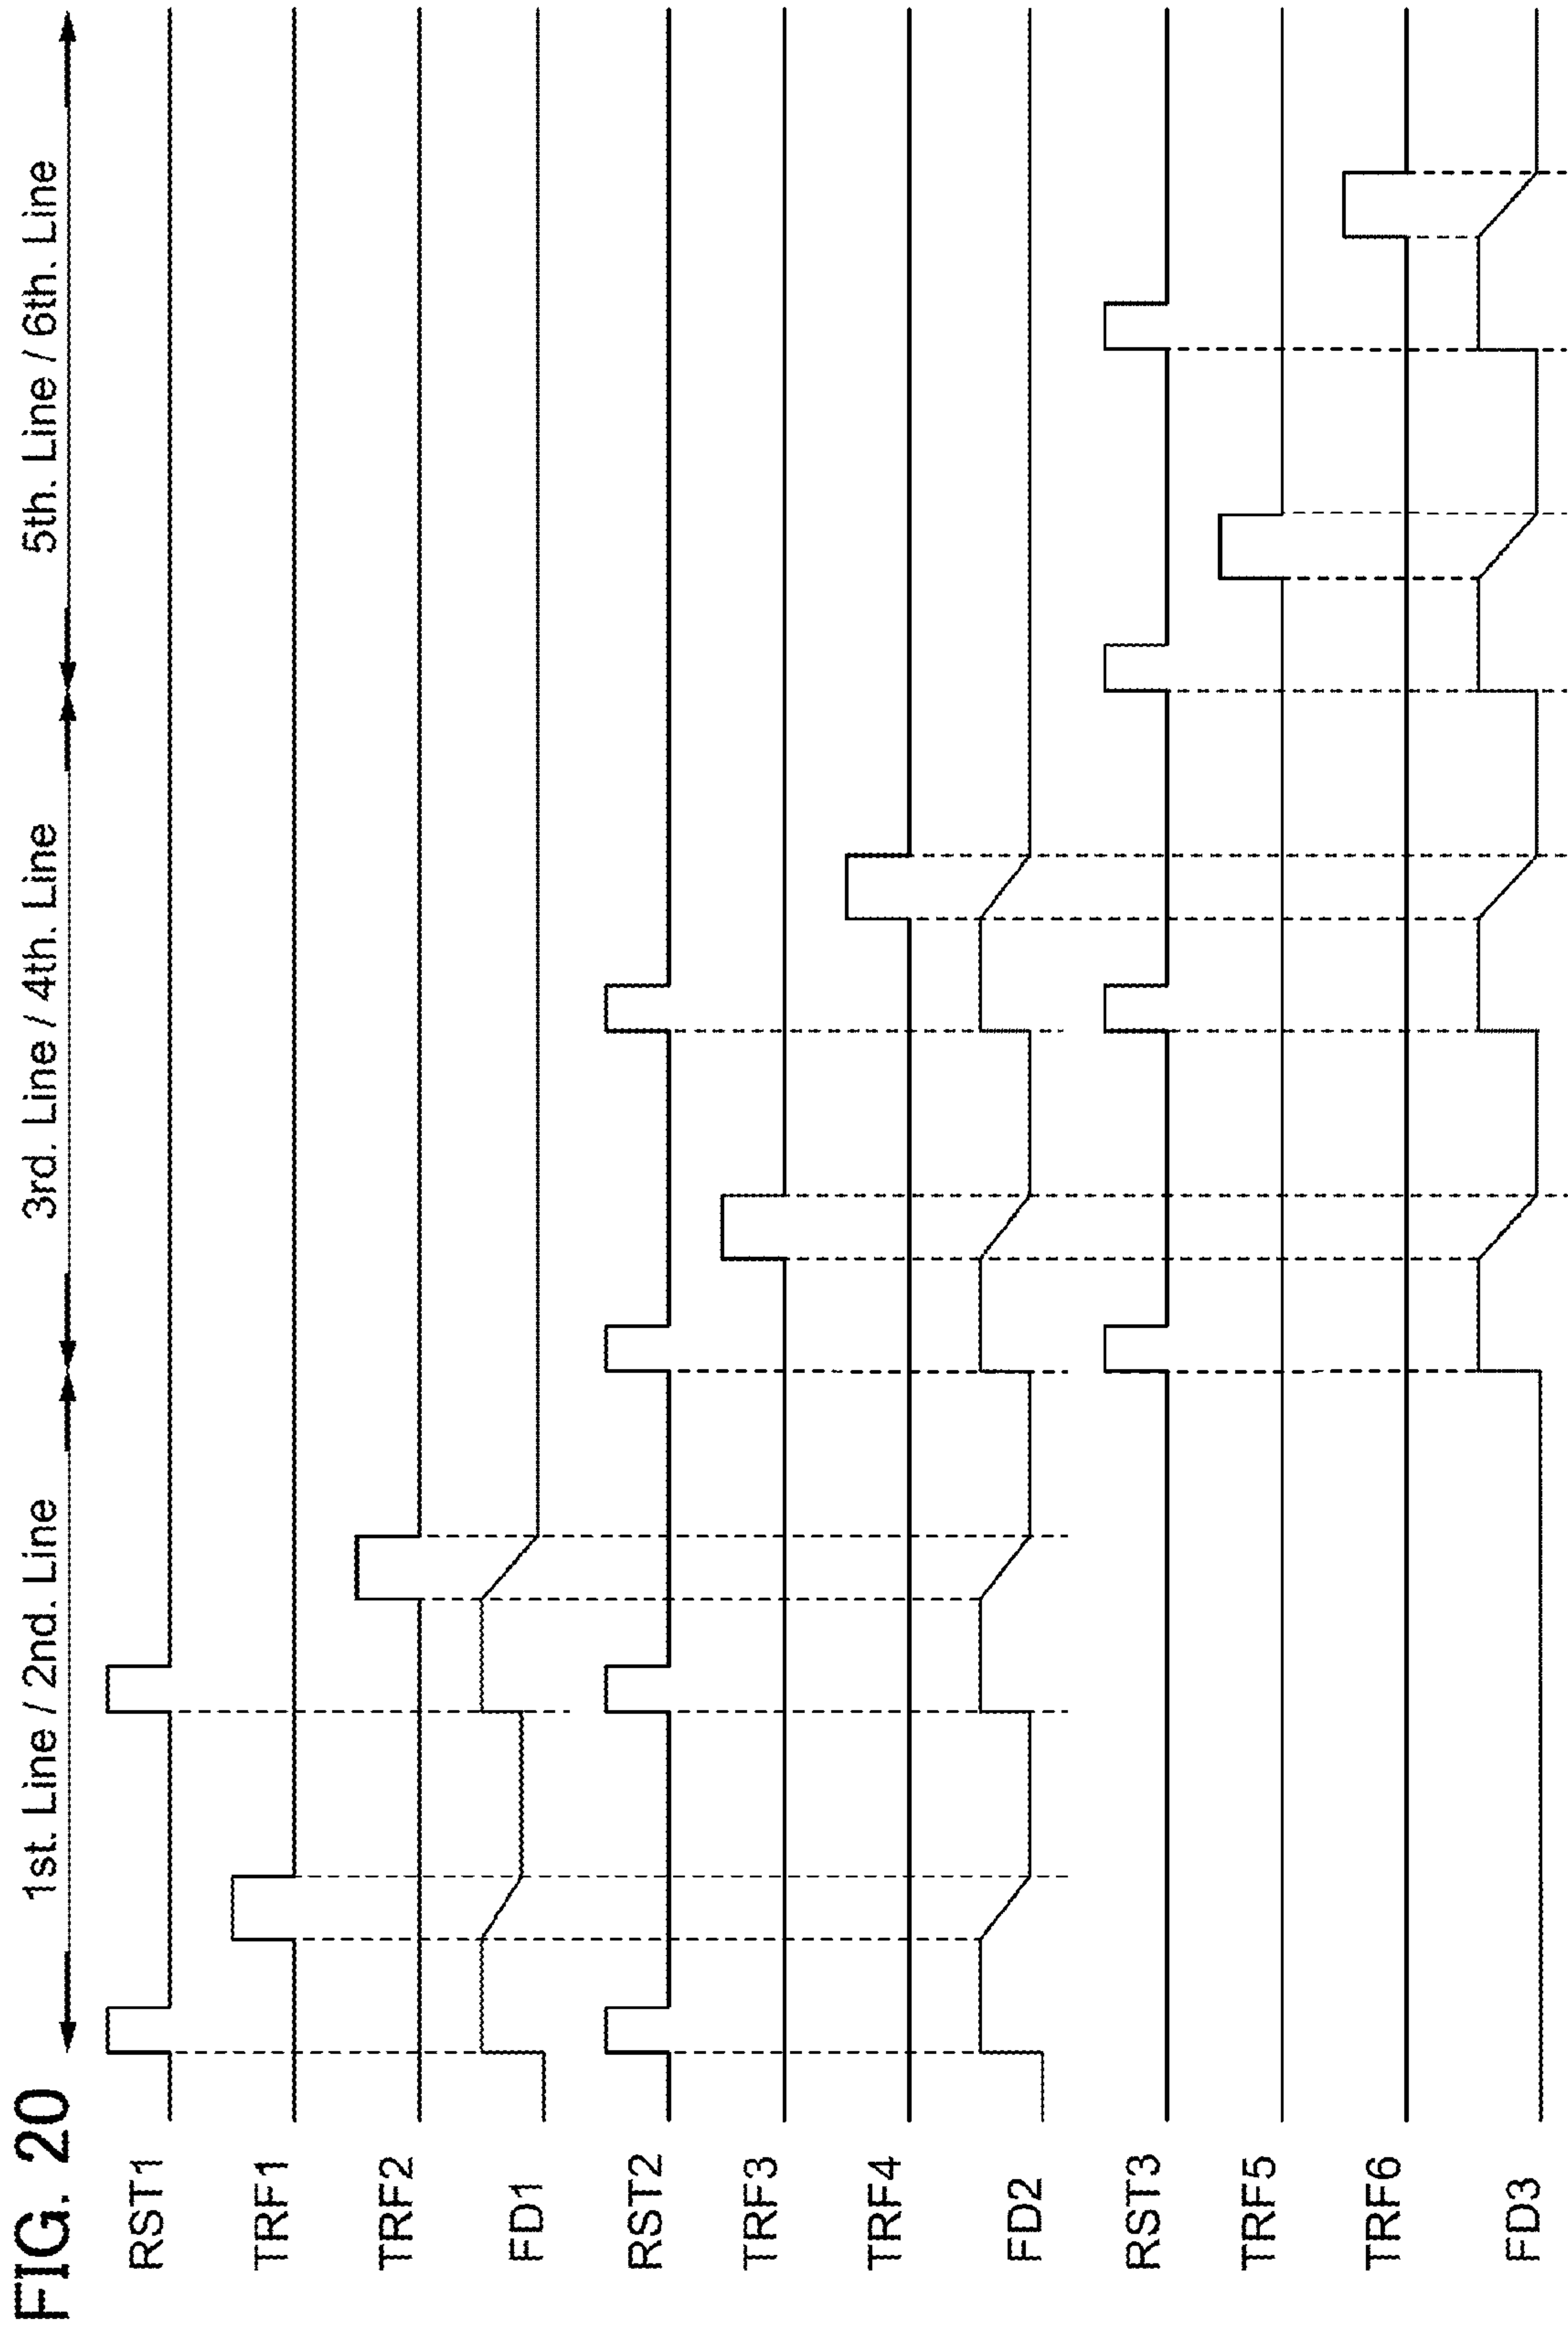 FIG. 20
1st. Line / 2nd. Line
3rd. Line / 4th. Line
5th. Line / 6th. Line
RST1
TRF1
TRF2
FD1
RST2
TRF3
TRF4
FD2
RST3
TRF5
TRF6
FD3